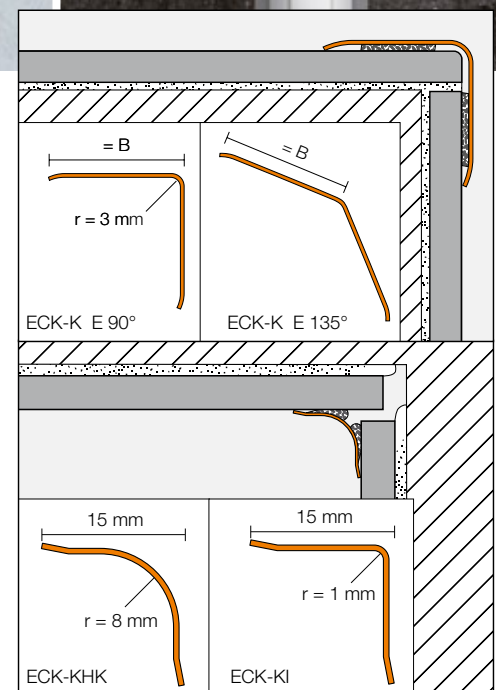 = B
= B
r = 3 mm
ECK-K E 90°
ECK-K E 135°
15 mm
15 mm
r = 8 mm
r = 1 mm
ECK-KHK
ECK-KI